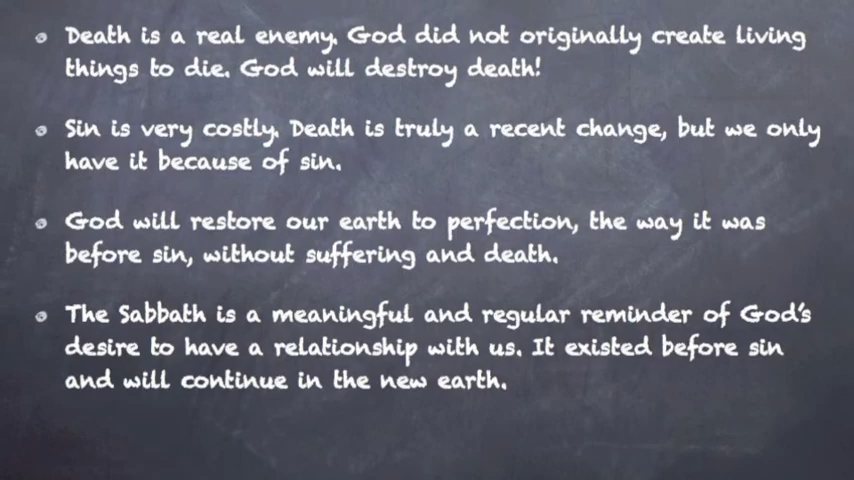 Death is a real enemy. God did not originally create living
things to die. God will destroy death!
Sin is very costly. Death is truly a recent change, but we only
have it because of sin.
God will restore our earth to perfection, the way it was
before sin, without suffering and death.
The Sabbath is a meaningful and regular reminder of God's
desire to have a relationship with us. It existed before sin
and will continue in the new earth.